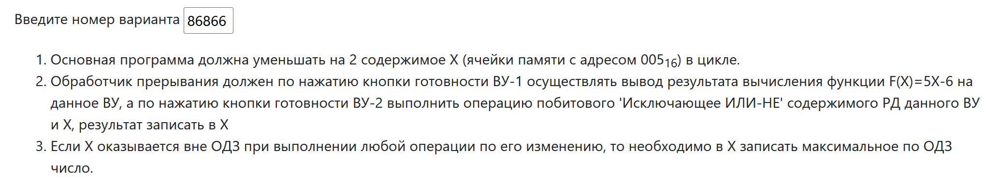 Введите номер варианта 86866
1. Основная программа должна уменьшать на 2 содержимое X (ячейки памяти с адресом 005₁₆) в цикле.
2. Обработчик прерывания должен по нажатию кнопки готовности ВУ-1 осуществлять вывод результата вычисления функции F(X)=5X-6 на
данное ВУ, а по нажатию кнопки готовности ВУ-2 выполнить операцию побитового 'Исключающее ИЛИ-НЕ' содержимого РД данного ВУ
и X, результат записать в X
3. Если X оказывается вне ОДЗ при выполнении любой операции по его изменению, то необходимо в X записать максимальное по ОДЗ
число.